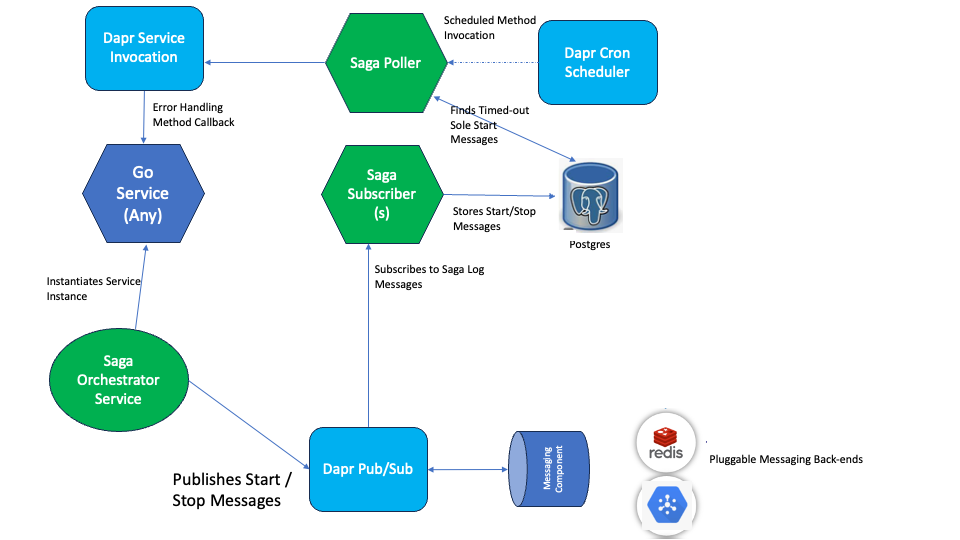 Dapr Service
Invocation
Saga Poller
Scheduled Method
Invocation
Dapr Cron
Scheduler
Error Handling
Method Callback
Finds Timed-out
Sole Start
Messages
Go
Service
(Any)
Saga
Subscriber
(s)
Stores Start/Stop
Messages
Postgres
Instantiates Service
Instance
Subscribes to Saga Log
Messages
Saga
Orchestrator
Service
Publishes Start /
Stop Messages
Dapr Pub/Sub
Messaging
Component
redis
Pluggable Messaging Back-ends